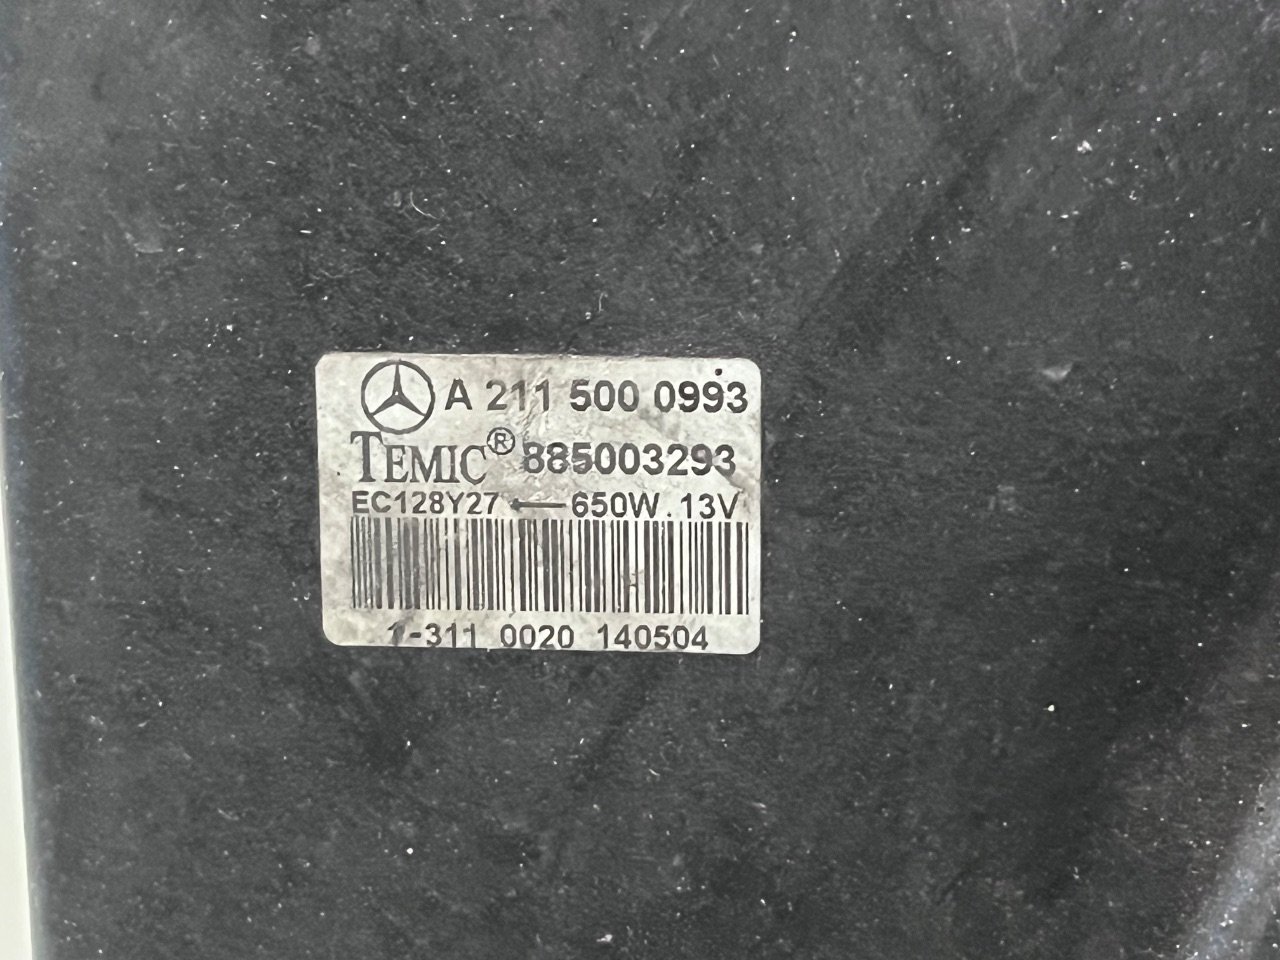 A 211 500 0993
TEMIC® 885003293
EC128Y27 ← 650W. 13V
1-311 0020 140504